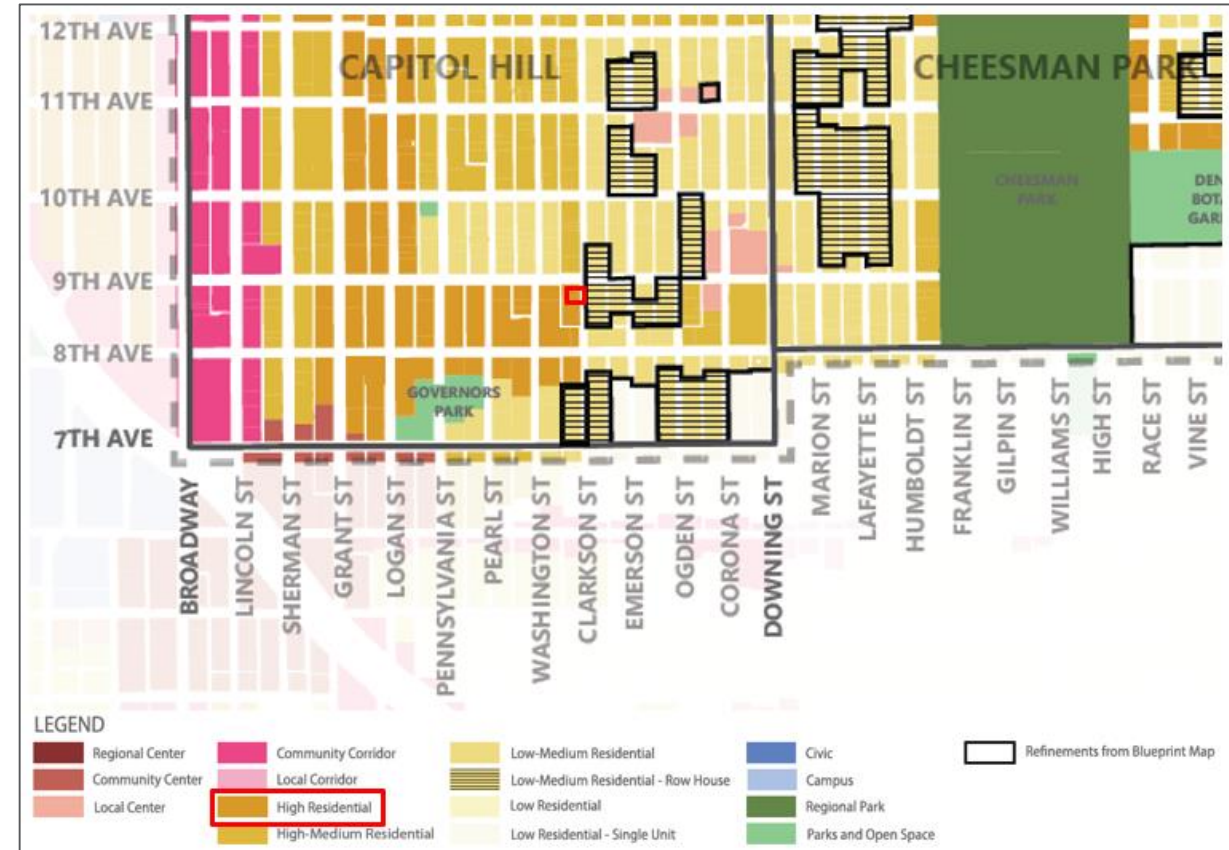 12TH AVE
CAPITOL HILL
CHEESMAN PARK
11TH AVE
10TH AVE
CHEESMAN
PARK
DEN
BOTA
GAR
9TH AVE
8TH AVE
GOVERNORS
PARK
7TH AVE
BROADWAY
LINCOLN ST
SHERMAN ST
GRANT ST
LOGAN ST
PENNSYLVANIA ST
PEARL ST
WASHINGTON ST
CLARKSON ST
EMERSON ST
OGDEN ST
CORONA ST
DOWNING ST
MARION ST
LAFAYETTE ST
HUMBOLDT ST
FRANKLIN ST
GILPIN ST
WILLIAMS ST
HIGH ST
RACE ST
VINE ST
LEGEND
Regional Center
Community Center
Local Center
Community Corridor
Local Corridor
High Residential
High-Medium Residential
Low-Medium Residential
Low-Medium Residential - Row House
Low Residential
Low Residential - Single Unit
Civic
Campus
Regional Park
Parks and Open Space
Refinements from Blueprint Map